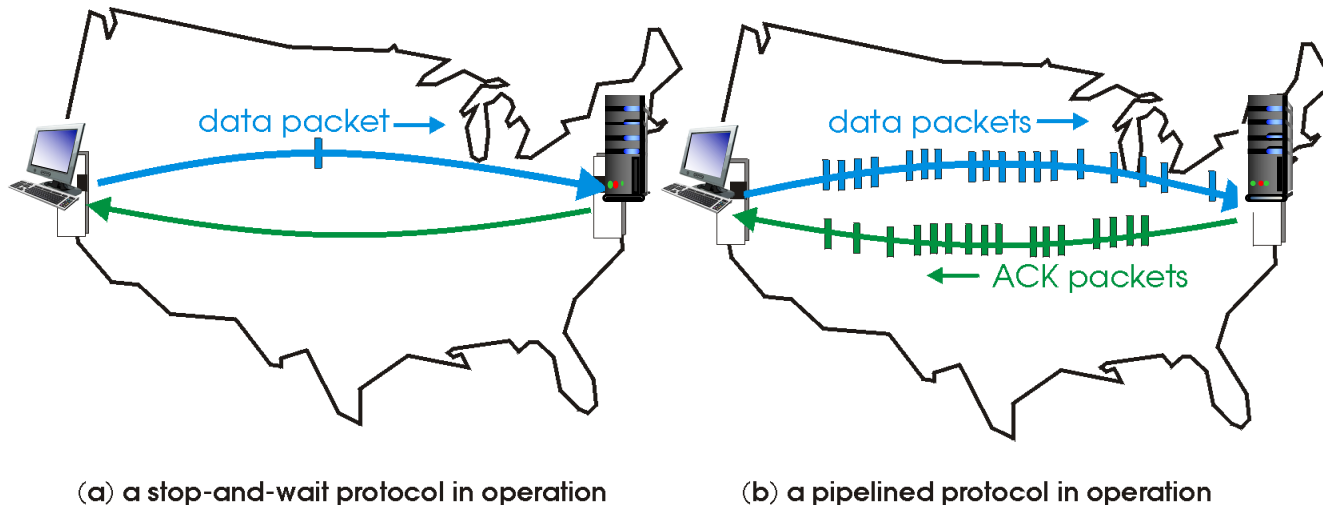 data packet
data packets
ACK packets
(a) a stop-and-wait protocol in operation
(b) a pipelined protocol in operation